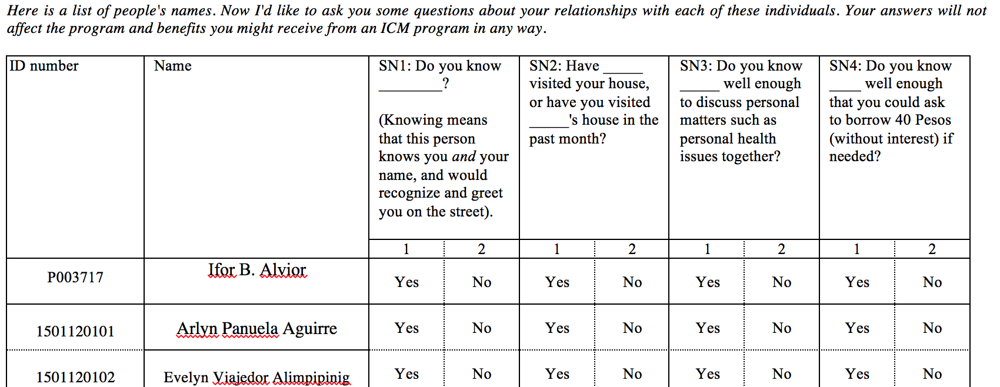 Here is a list of people's names. Now I'd like to ask you some questions about your relationships with each of these individuals. Your answers will not
affect the program and benefits you might receive from an ICM program in any way.
ID number
Name
SN1: Do you know
________?
(Knowing means
that this person
knows you and your
name, and would
recognize and greet
you on the street).
SN2: Have _____
visited your house,
or have you visited
_____'s house in the
past month?
SN3: Do you know
_____ well enough
to discuss personal
matters such as
personal health
issues together?
SN4: Do you know
____ well enough
that you could ask
to borrow 40 Pesos
(without interest) if
needed?
1 2 1 2 1 2 1 2
P003717 Ifor B. Alvior Yes No Yes No Yes No Yes No
1501120101 Arlyn Panuela Aguirre Yes No Yes No Yes No Yes No
1501120102 Evelyn Viajedor Alimpipinig Yes No Yes No Yes No Yes No